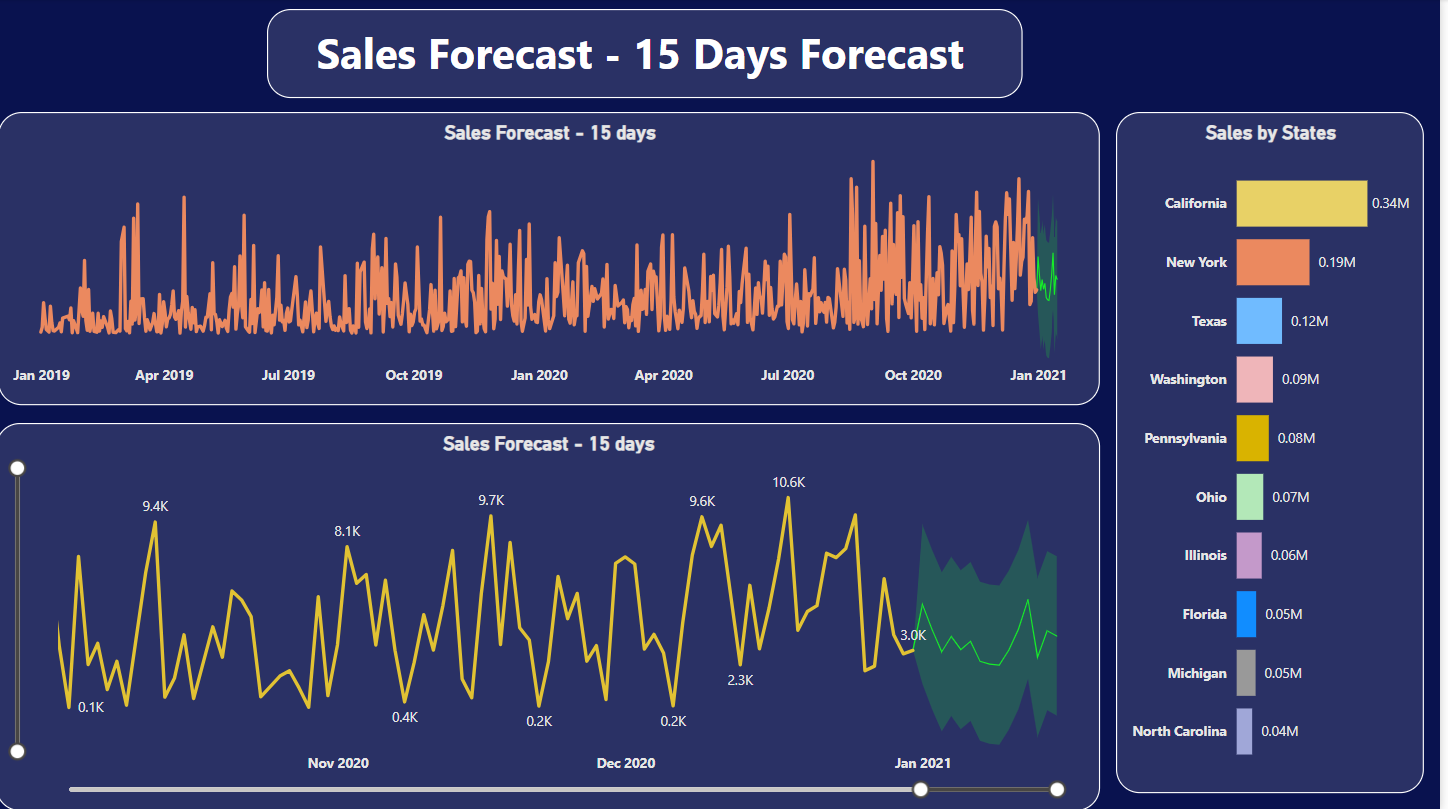 Sales Forecast - 15 Days Forecast
Sales Forecast - 15 days
Jan 2019 Apr 2019 Jul 2019 Oct 2019 Jan 2020 Apr 2020 Jul 2020 Oct 2020 Jan 2021
Sales Forecast - 15 days
10.6K
9.7K
9.6K
9.4K
8.1K
3.0K
2.3K
0.1K
0.4K
0.2K
0.2K
Nov 2020 Dec 2020 Jan 2021
Sales by States
California 0.34M
New York 0.19M
Texas 0.12M
Washington 0.09M
Pennsylvania 0.08M
Ohio 0.07M
Illinois 0.06M
Florida 0.05M
Michigan 0.05M
North Carolina 0.04M